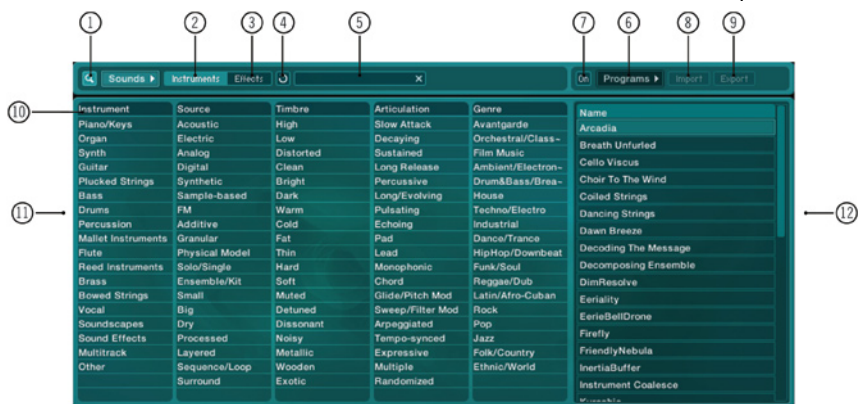 1 2 3 4 5 7 6 8 9
Sounds Instruments Effects × On Programs Import Export
10
Instrument Source Timbre Articulation Genre
Piano/Keys Acoustic High Slow Attack Avantgarde
Organ Electric Low Decaying Orchestral/Class~
Synth Analog Distorted Sustained Film Music
Guitar Digital Clean Long Release Ambient/Electron~
Plucked Strings Synthetic Bright Percussive Drum&Bass/Brea~
Bass Sample-based Dark Long/Evolving House
Drums FM Warm Pulsating Techno/Electro
Percussion Additive Cold Echoing Industrial
Mallet Instruments Granular Fat Pad Dance/Trance
Flute Physical Model Thin Lead HipHop/Downbeat
Reed Instruments Solo/Single Hard Monophonic Funk/Soul
Brass Ensemble/Kit Soft Chord Reggae/Dub
Bowed Strings Small Muted Glide/Pitch Mod Latin/Afro-Cuban
Vocal Big Detuned Sweep/Filter Mod Rock
Soundscapes Dry Dissonant Arpeggiated Pop
Sound Effects Processed Noisy Tempo-synced Jazz
Multitrack Layered Metallic Expressive Folk/Country
Other Sequence/Loop Wooden Multiple Ethnic/World
Surround Exotic Randomized
11
Name
Arcadia
Breath Unfurled
Cello Viscus
Choir To The Wind
Coiled Strings
Dancing Strings
Dawn Breeze
Decoding The Message
Decomposing Ensemble
DimResolve
Eeriality
EerieBellDrone
Firefly
FriendlyNebula
InertiaBuffer
Instrument Coalesce
12